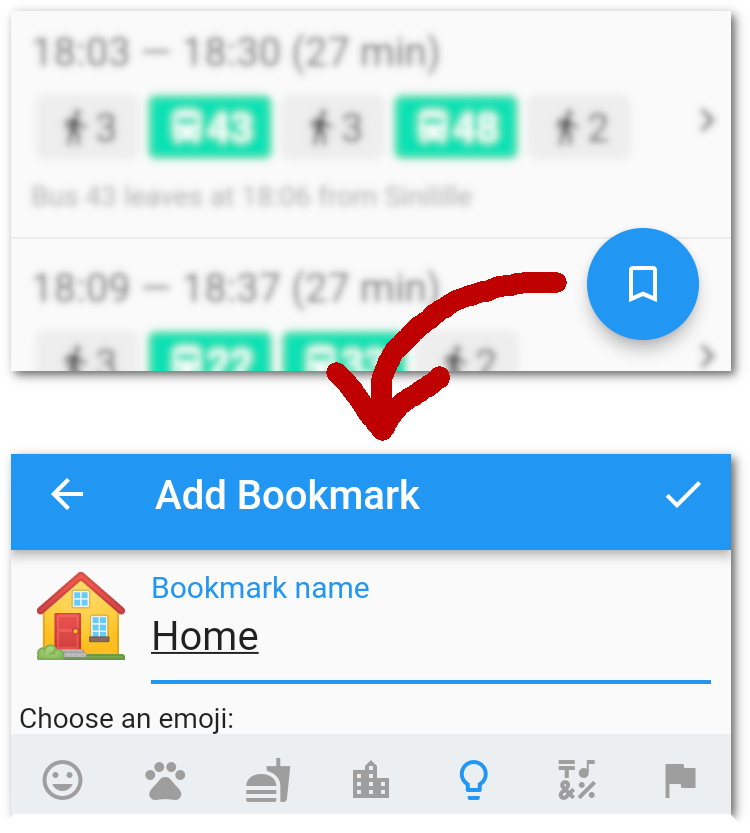 18:03 — 18:30 (27 min)
3 43 3 48 2
Bus 43 leaves at 18:06 from Sinilille
18:09 — 18:37 (27 min)
3 22 2
Add Bookmark
Bookmark name
Home
Choose an emoji: